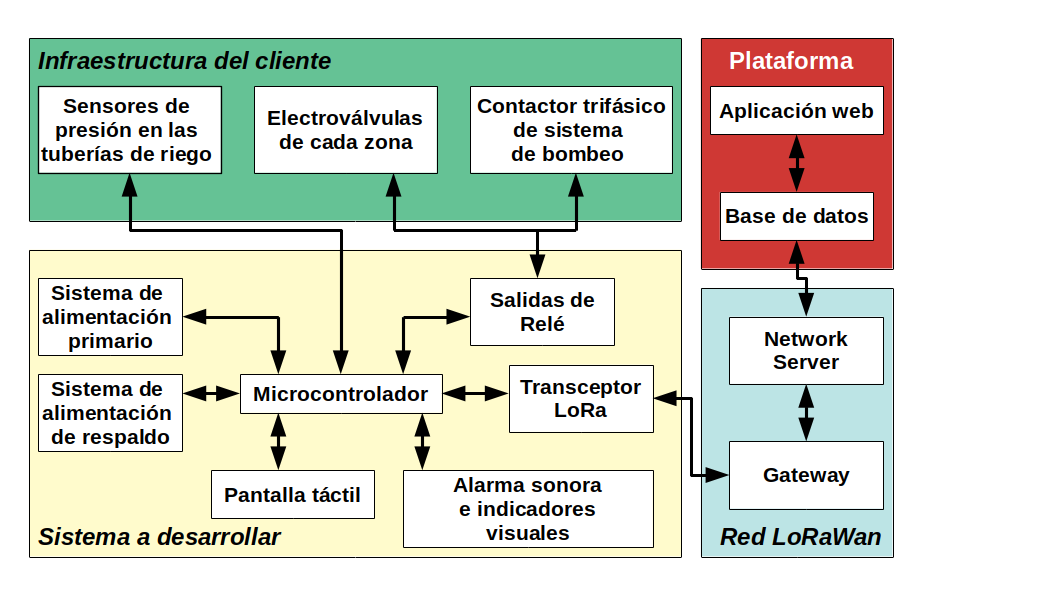 Infraestructura del cliente
Sensores de
presión en las
tuberías de riego
Electroválvulas
de cada zona
Contactor trifásico
de sistema
de bombeo
Plataforma
Aplicación web
Base de datos
Sistema de
alimentación
primario
Salidas de
Relé
Sistema de
alimentación
de respaldo
Microcontrolador
Transceptor
LoRa
Pantalla táctil
Alarma sonora
e indicadores
visuales
Sistema a desarrollar
Network
Server
Gateway
Red LoRaWan